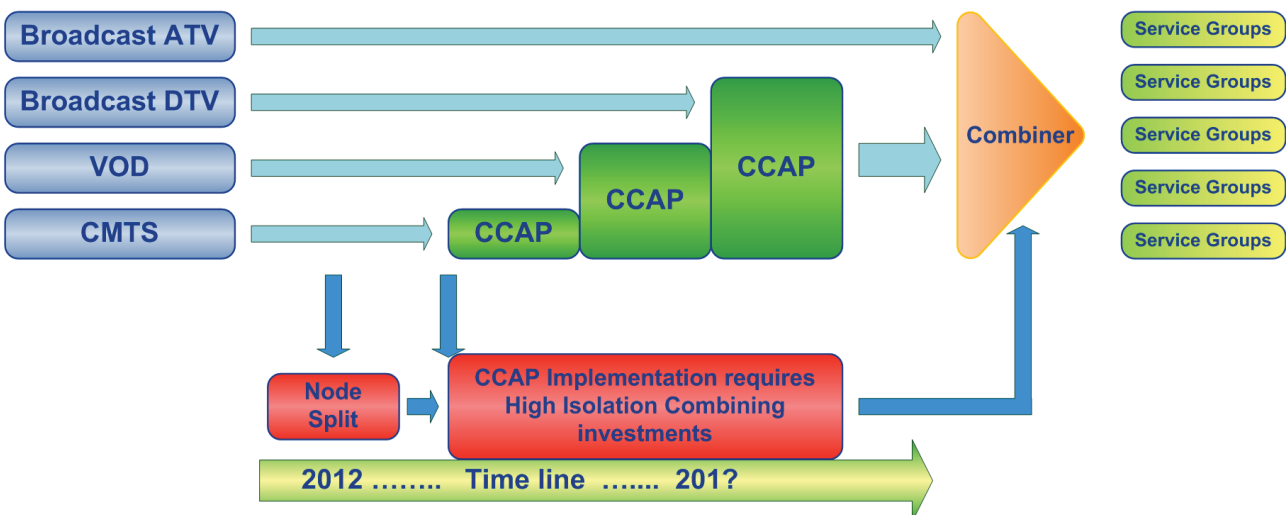 Broadcast ATV
Broadcast DTV
VOD
CMTS
CCAP
CCAP
CCAP
Combiner
Service Groups
Service Groups
Service Groups
Service Groups
Service Groups
Node
Split
CCAP Implementation requires
High Isolation Combining
investments
2012 …….. Time line ….... 201?